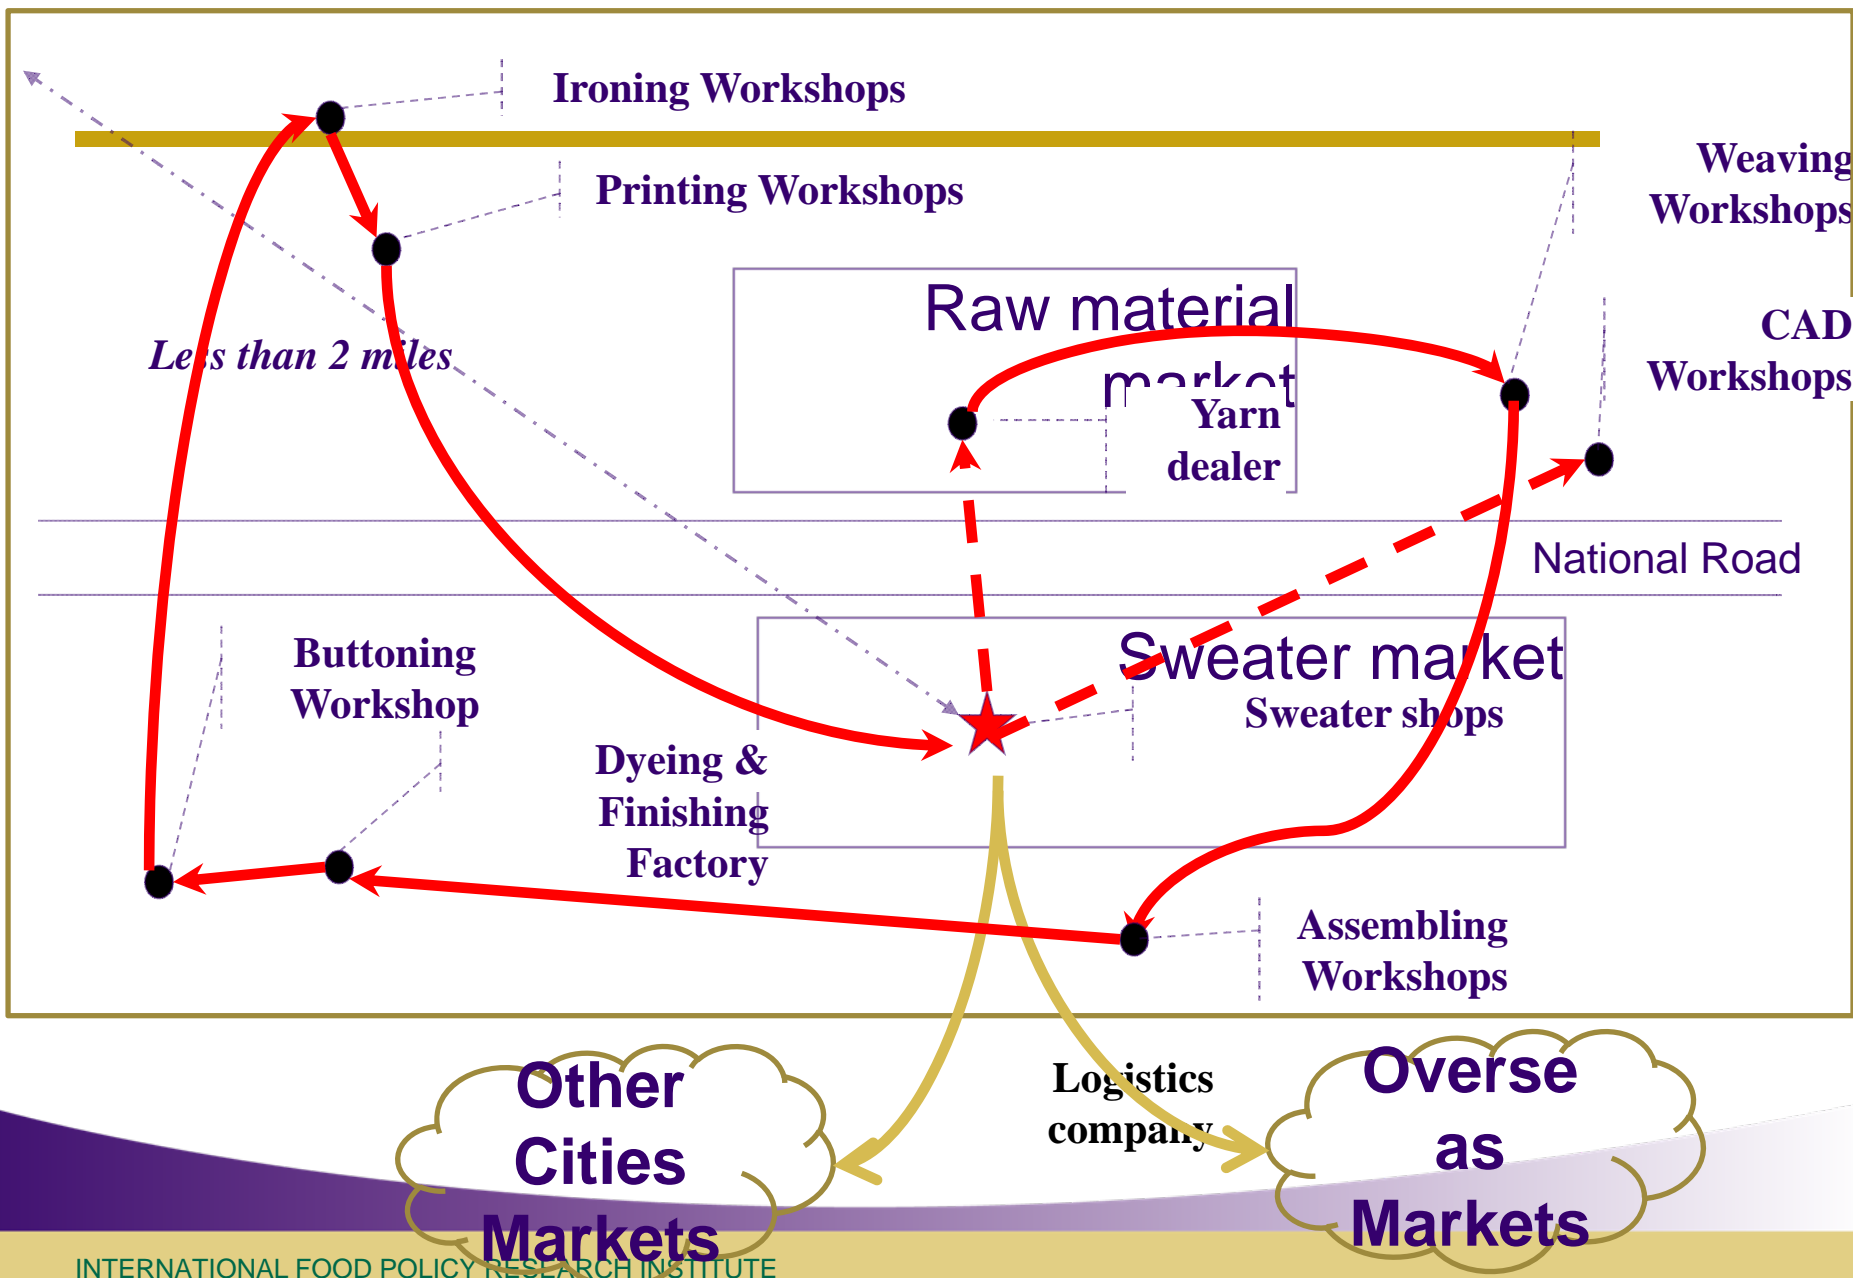 Ironing Workshops
Weaving
Workshops
Printing Workshops
Raw material
market
CAD
Workshops
Less than 2 miles
Yarn
dealer
National Road
Sweater market
Sweater shops
Buttoning
Workshop
Dyeing &
Finishing
Factory
Assembling
Workshops
Other
Cities
Markets
Logistics
company
Overse
as
Markets
INTERNATIONAL FOOD POLICY RESEARCH INSTITUTE